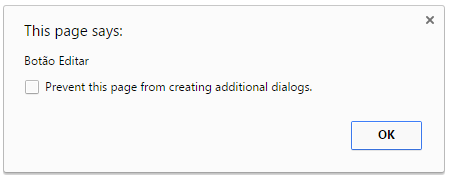 This page says:
Botão Editar
Prevent this page from creating additional dialogs.
OK